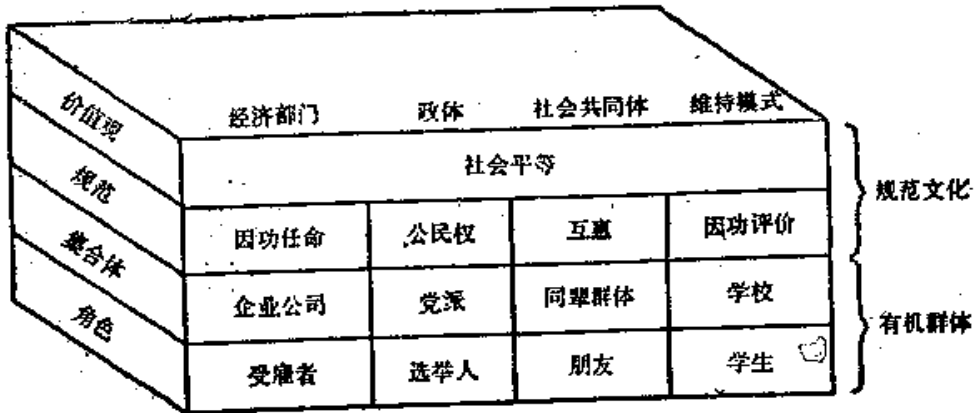 经济部门 政体 社会共同体 维持模式
价值观 社会平等
规范 因功任命 公民权 互惠 因功评价 规范文化
集合体 企业公司 党派 同辈群体 学校
角色 受雇者 选举人 朋友 学生 有机群体